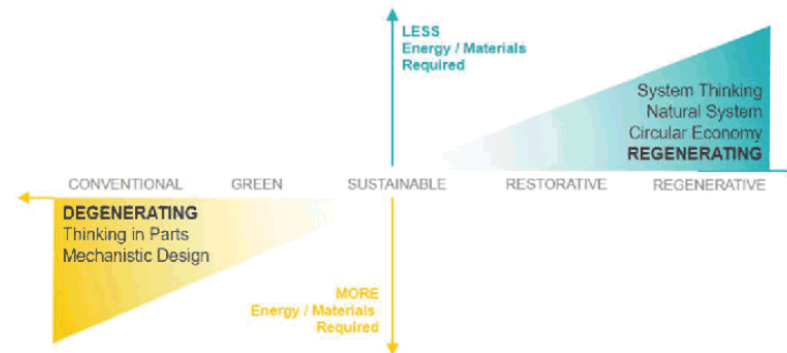 LESS
Energy / Materials
Required
System Thinking
Natural System
Circular Economy
REGENERATING
CONVENTIONAL GREEN SUSTAINABLE RESTORATIVE REGENERATIVE
DEGENERATING
Thinking in Parts
Mechanistic Design
MORE
Energy / Materials
Required